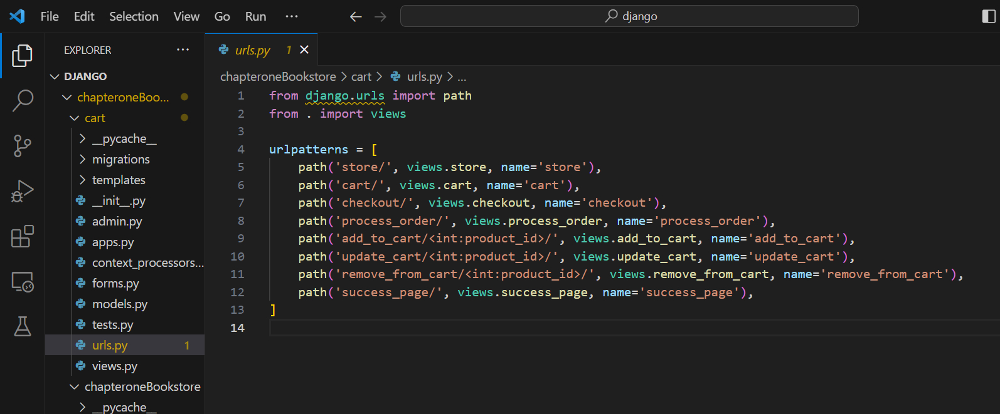 File Edit Selection View Go Run ··· django
EXPLORER ···
DJANGO
chapteroneBoo...
cart
__pycache__
migrations
templates
__init__.py
admin.py
apps.py
context_processors...
forms.py
models.py
tests.py
urls.py 1
views.py
chapteroneBookstore
__pycache__
urls.py 1
chapteroneBookstore > cart > urls.py > ...
1 from django.urls import path
2 from . import views
3
4 urlpatterns = [
5     path('store/', views.store, name='store'),
6     path('cart/', views.cart, name='cart'),
7     path('checkout/', views.checkout, name='checkout'),
8     path('process_order/', views.process_order, name='process_order'),
9     path('add_to_cart/<int:product_id>/', views.add_to_cart, name='add_to_cart'),
10     path('update_cart/<int:product_id>/', views.update_cart, name='update_cart'),
11     path('remove_from_cart/<int:product_id>/', views.remove_from_cart, name='remove_from_cart'),
12     path('success_page/', views.success_page, name='success_page'),
13 ]
14